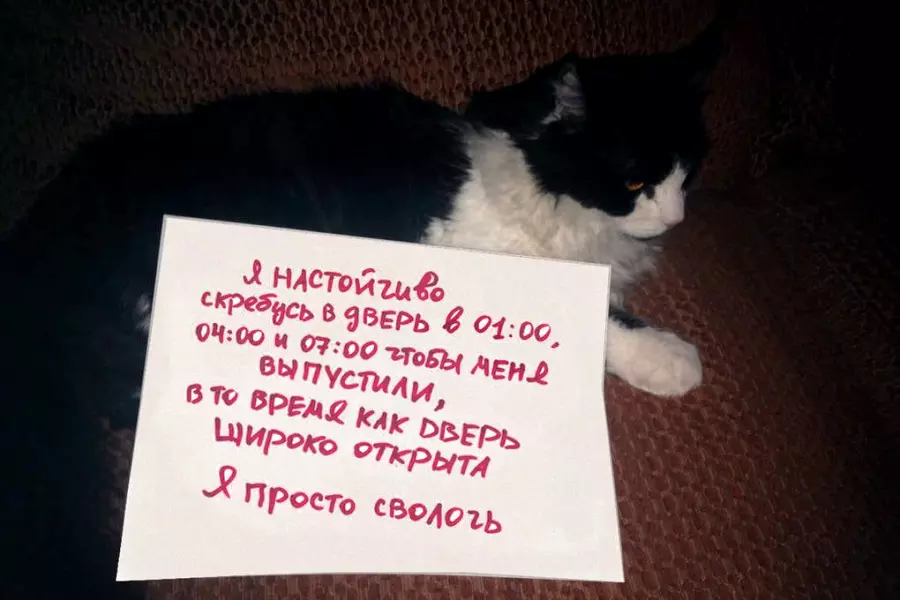 Я НАСТОЙЧИВО
СКРЕБУСЬ В ДВЕРЬ В 01:00,
04:00 И 07:00 ЧТОБЫ МЕНЯ
ВЫПУСТИЛИ,
В ТО ВРЕМЯ КАК ДВЕРЬ
ШИРОКО ОТКРЫТА
Я ПРОСТО СВОЛОЧЬ